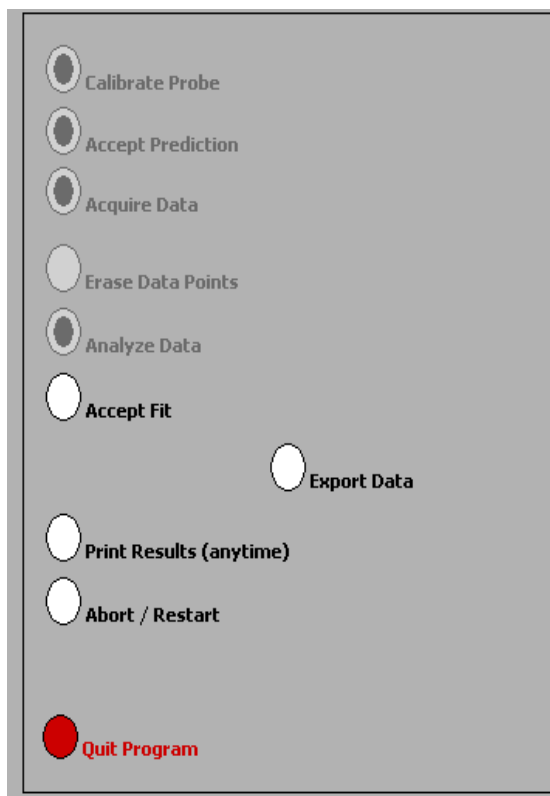 Calibrate Probe
Accept Prediction
Acquire Data
Erase Data Points
Analyze Data
Accept Fit
Export Data
Print Results (anytime)
Abort / Restart
Quit Program